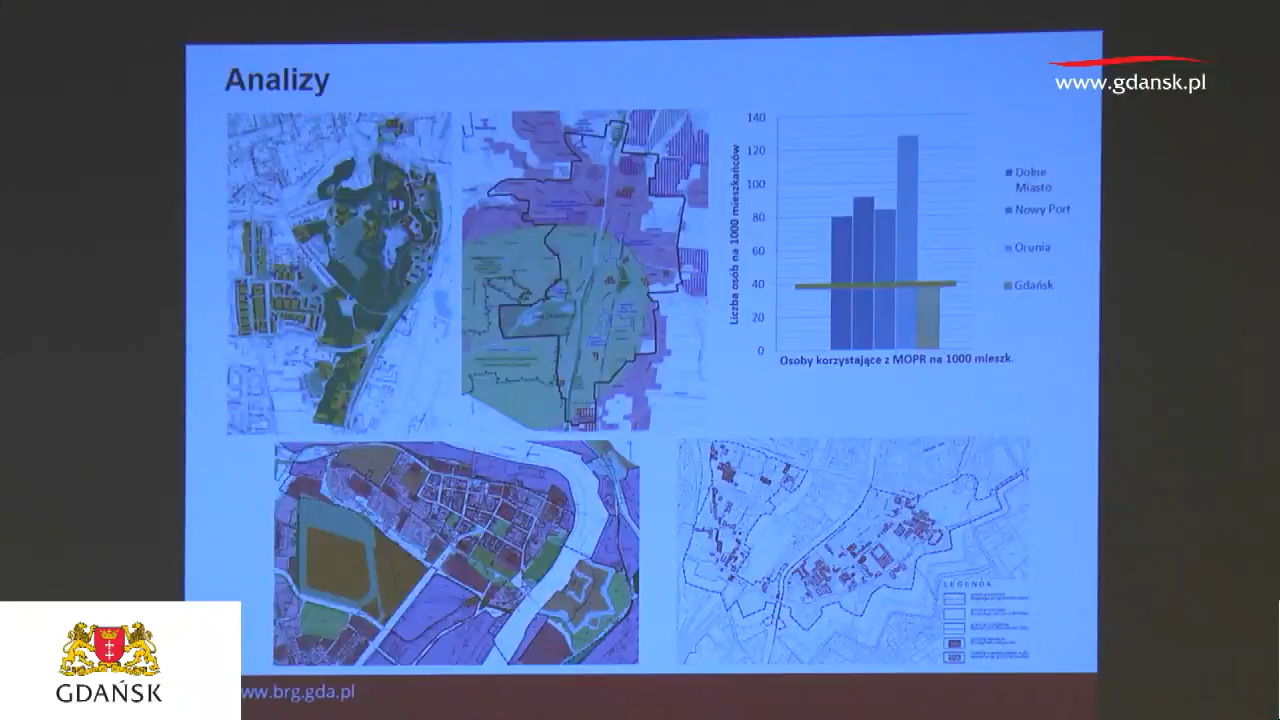 Analizy
www.gdansk.pl
140
120
100
80
60
40
20
0
Liczba osób na 1000 mieszkańców
Dolne
Miasto
Nowy Port
Orunia
Gdańsk
Osoby korzystające z MOPR na 1000 mieszk.
LEGENDA
GDAŃSK
ww.brg.gda.pl